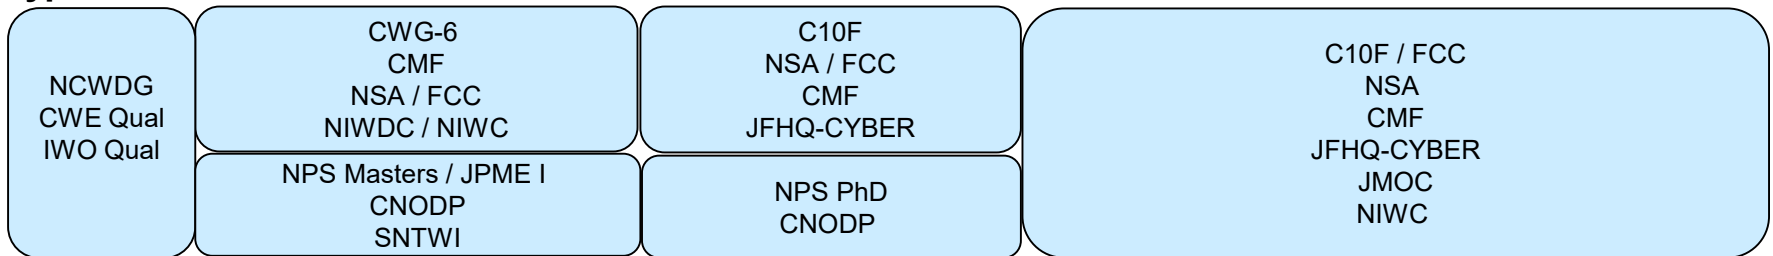 NCWDG
CWE Qual
IWO Qual
CWG-6
CMF
NSA / FCC
NIWDC / NIWC
NPS Masters / JPME I
CNODP
SNTWI
C10F
NSA / FCC
CMF
JFHQ-CYBER
NPS PhD
CNODP
C10F / FCC
NSA
CMF
JFHQ-CYBER
JMOC
NIWC